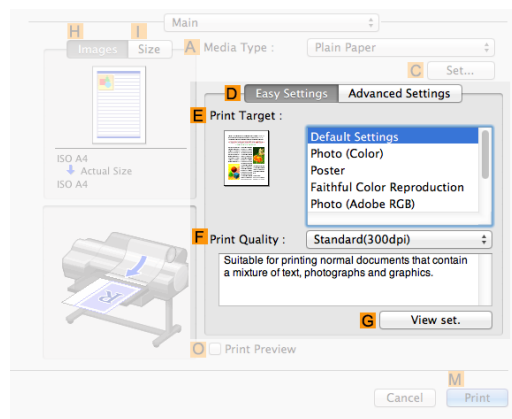 Main
H
I
Images
Size
A
Media Type :
Plain Paper
C
Set...
D
Easy Settings
Advanced Settings
E
Print Target :
Default Settings
Photo (Color)
Poster
Faithful Color Reproduction
Photo (Adobe RGB)
ISO A4
Actual Size
ISO A4
F
Print Quality :
Standard(300dpi)
Suitable for printing normal documents that contain
a mixture of text, photographs and graphics.
R
G
View set.
O
Print Preview
M
Cancel
Print